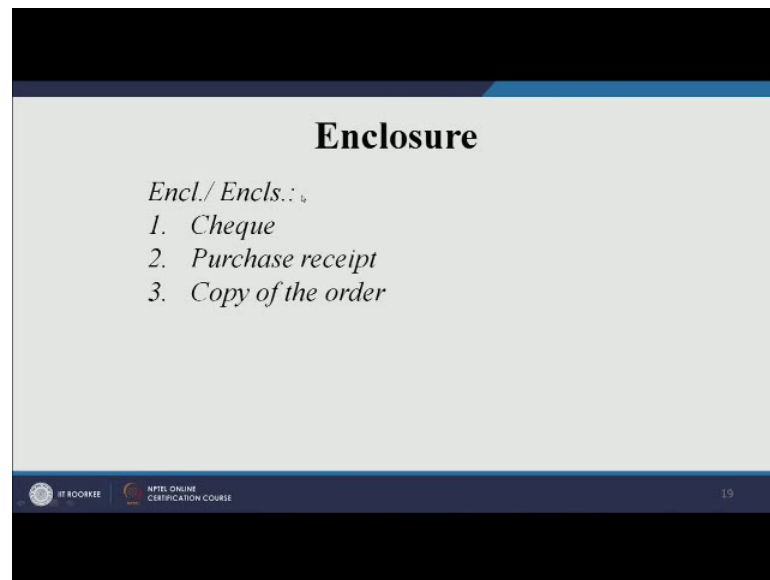 Enclosure
Encl./ Encls.:
1. Cheque
2. Purchase receipt
3. Copy of the order
IIT ROORKEE
NPTEL ONLINE
CERTIFICATION COURSE
19